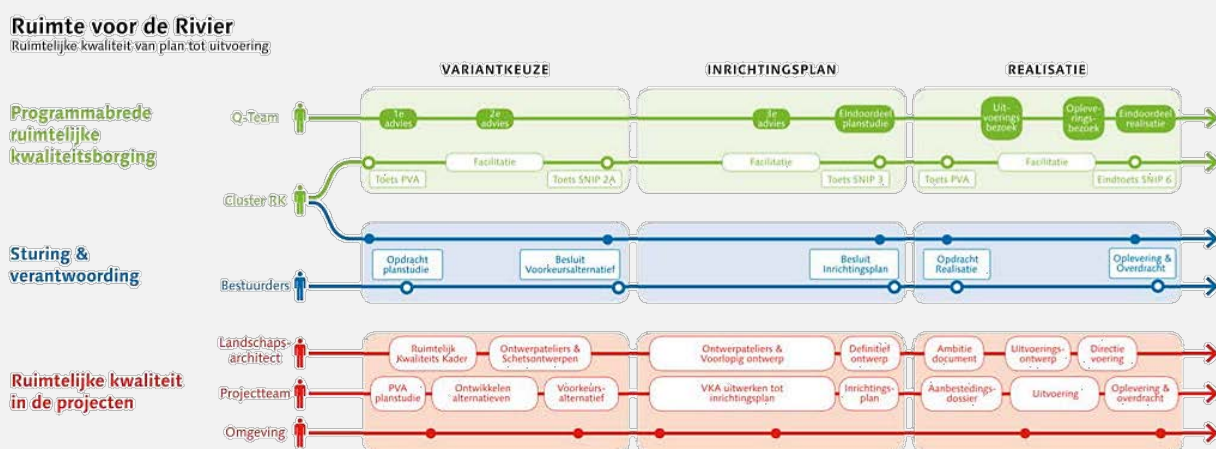 Ruimte voor de Rivier
Ruimtelijke kwaliteit van plan tot uitvoering
VARIANTKEUZE
INRICHTINGSPLAN
REALISATIE
Programmabrede
ruimtelijke
kwaliteitsborging
Q-Team
1e
advies
2e
advies
3e
advies
Eindoordeel
planstudie
Uit-
voerings
bezoek
Opleve-
rings-
bezoek
Eindoordeel
realisatie
Facilitatie
Facilitatie
Facilitatie
Toets PVA
Toets SNIP 2A
Toets SNIP 3
Toets PVA
Eindtoets SNIP 6
Cluster RK
Sturing &
verantwoording
Opdracht
planstudie
Besluit
Voorkeursalternatief
Besluit
Inrichtingsplan
Opdracht
Realisatie
Oplevering &
Overdracht
Bestuurders
Ruimtelijke kwaliteit
in de projecten
Landschaps-
architect
Ruimtelijk
Kwaliteits Kader
Ontwerpateliers &
Schetsontwerpen
Ontwerpateliers &
Voorlopig ontwerp
Definitief
ontwerp
Ambitie
document
Uitvoerings-
ontwerp
Directie
voering
Projectteam
PVA
planstudie
Ontwikkelen
alternatieven
Voorkeurs-
alternatief
VKA uitwerken tot
inrichtingsplan
Inrichtings-
plan
Aanbestedings-
dossier
Uitvoering
Oplevering &
overdracht
Omgeving